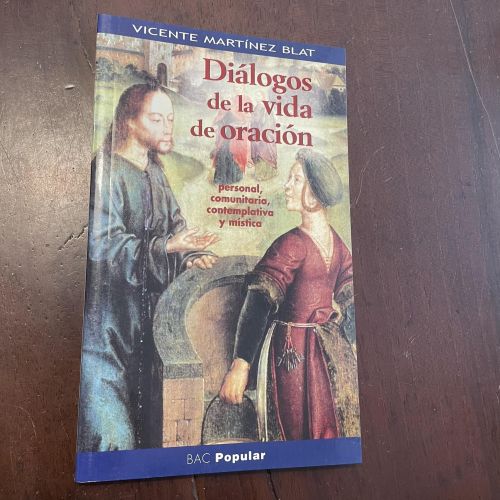 VICENTE MARTÍNEZ BLAT
Diálogos
de la vida
de oración
personal,
comunitaria,
contemplativa
y mística
BAC Popular